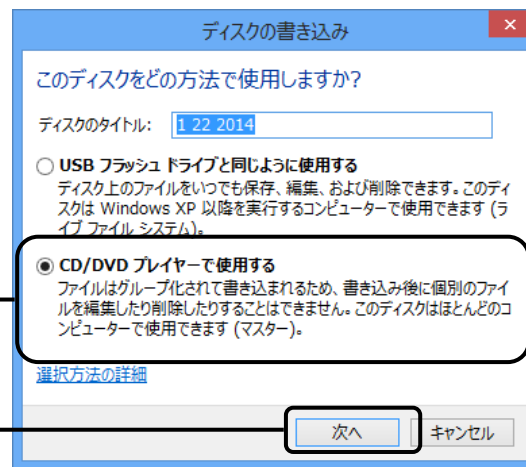 ディスクの書き込み
このディスクをどの方法で使用しますか?
ディスクのタイトル: 1 22 2014
USB フラッシュ ドライブと同じように使用する
ディスク上のファイルをいつでも保存、編集、および削除できます。このディ
スクは Windows XP 以降を実行するコンピューターで使用できます (ラ
イブ ファイル システム)。
CD/DVD プレイヤーで使用する
ファイルはグループ化されて書き込まれるため、書き込み後に個別のファイ
ルを編集したり削除したりすることはできません。このディスクはほとんどのコ
ンピューターで使用できます (マスター)。
選択方法の詳細
次へ キャンセル